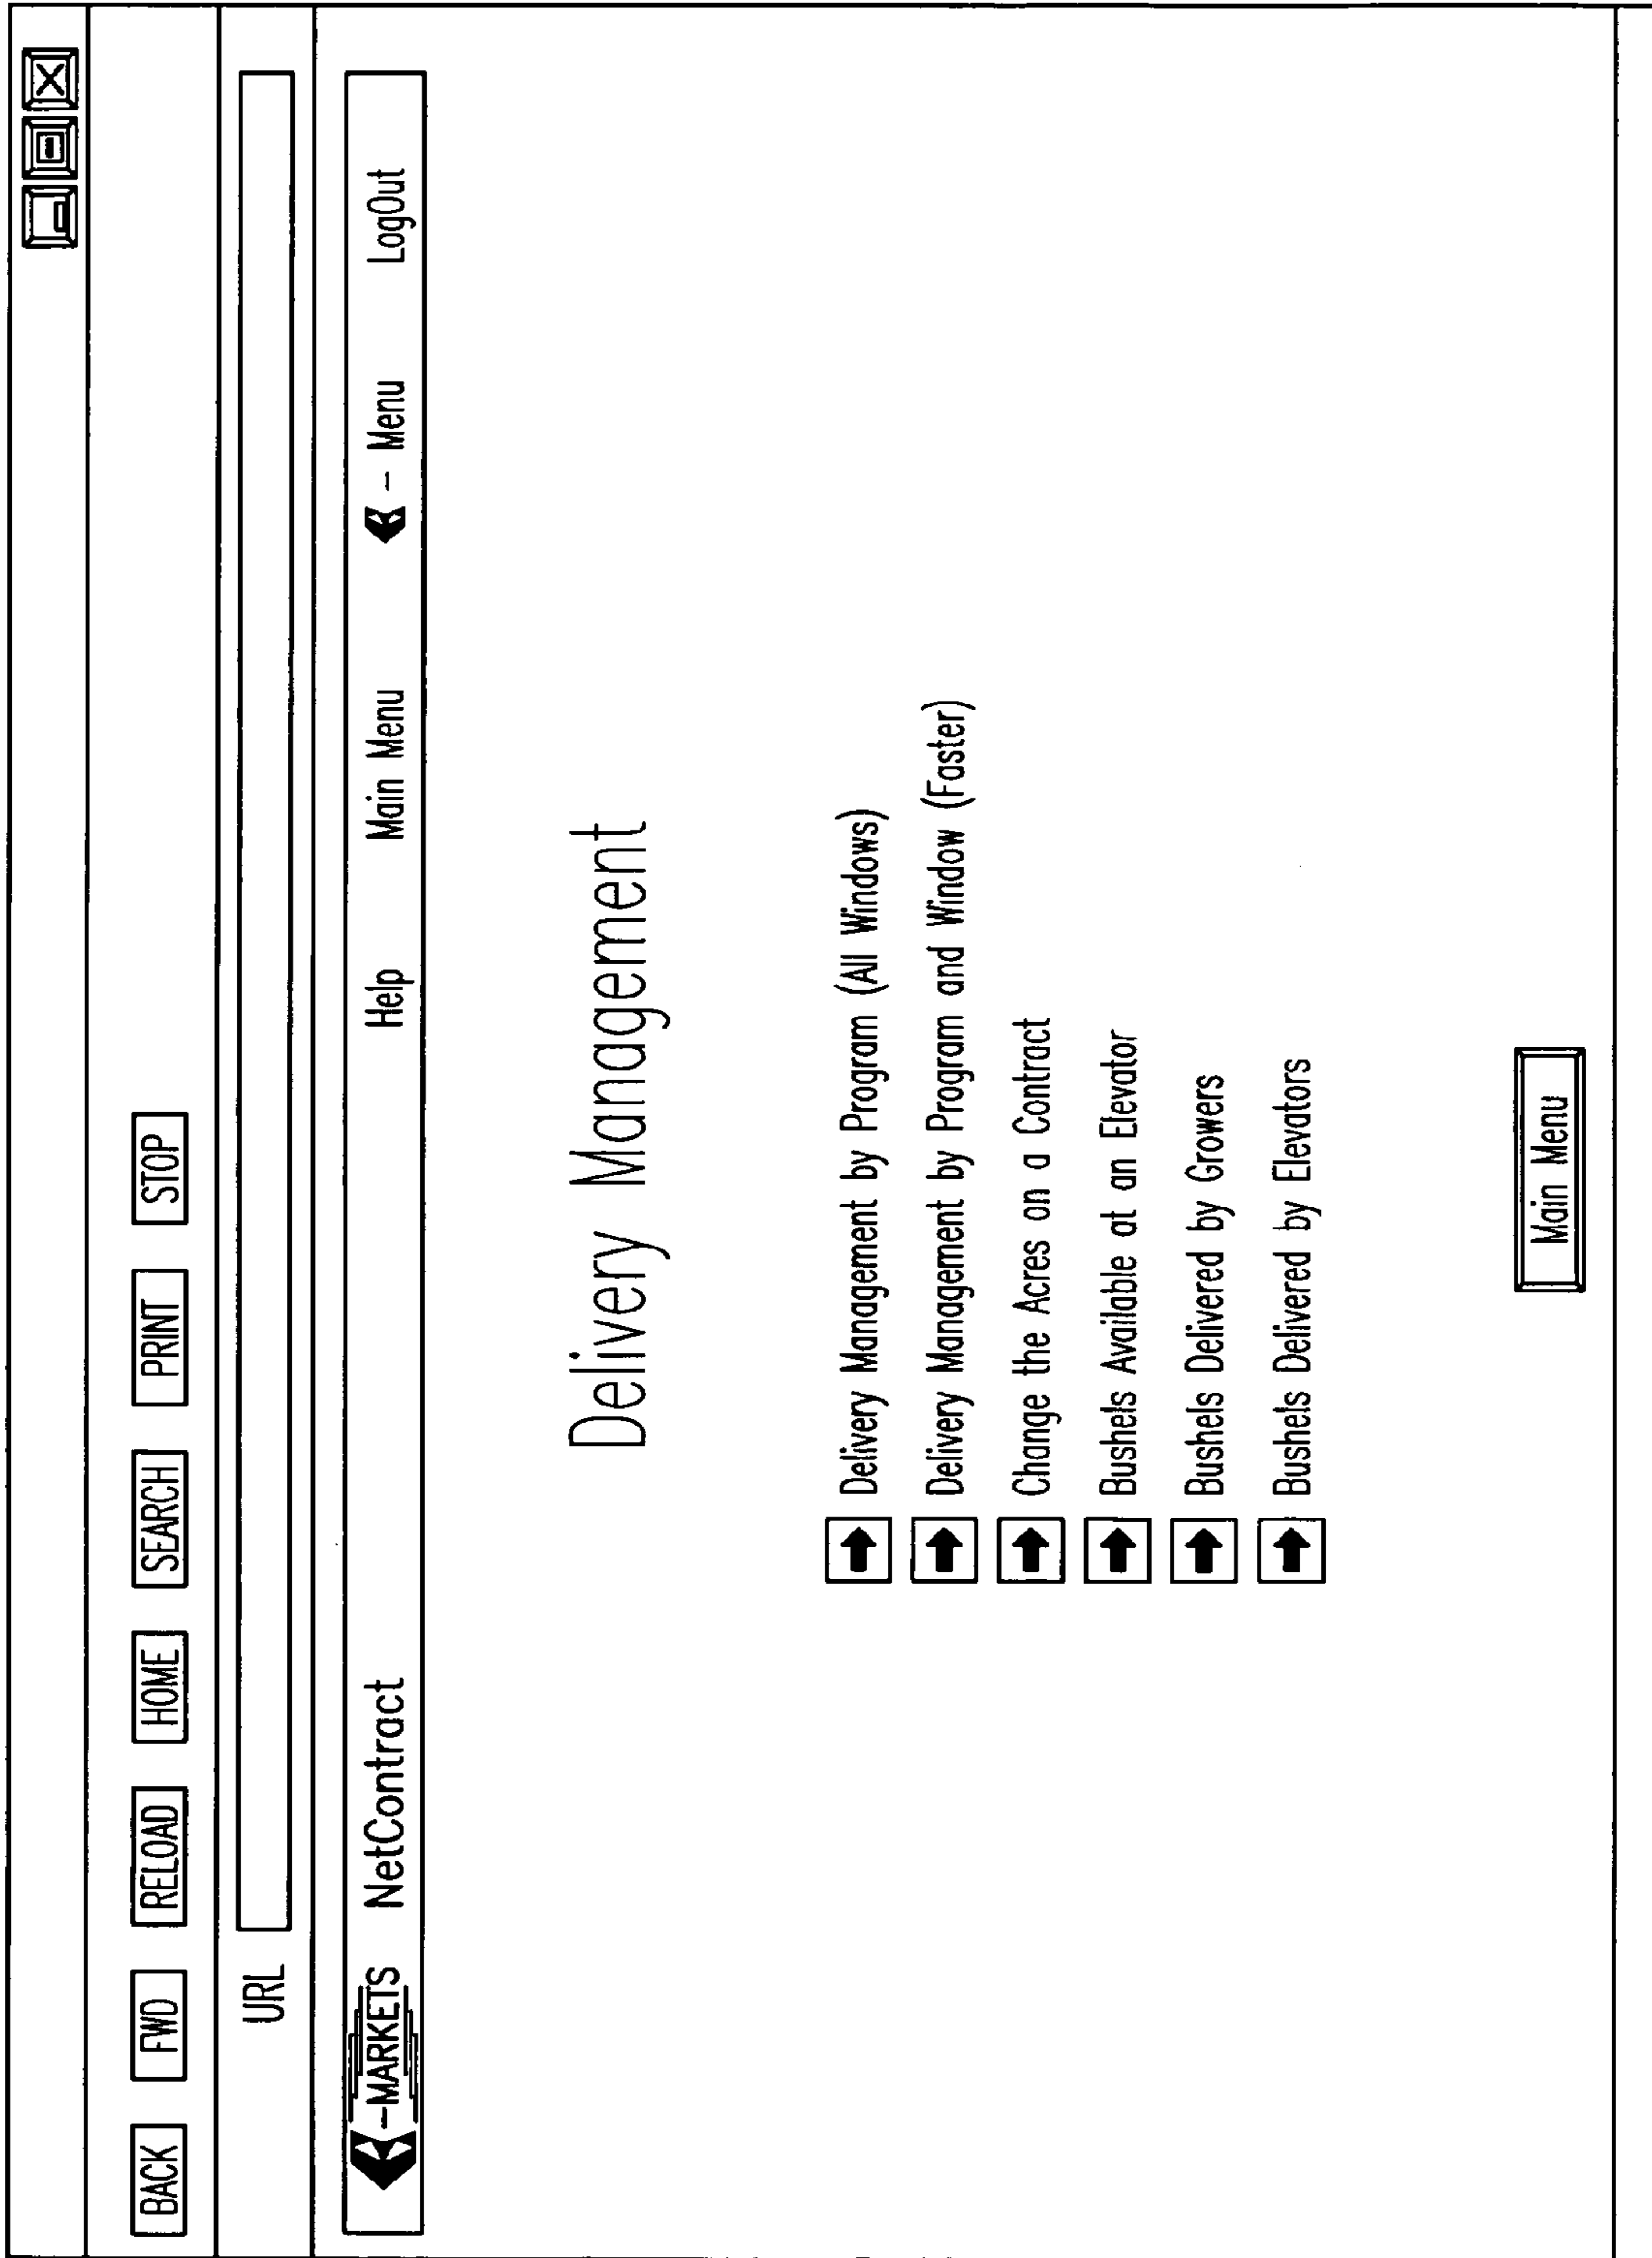 BACK FWD RELOAD HOME SEARCH PRINT STOP
URL
-MARKETS NetContract Help Main Menu - Menu LogOut
Delivery Management
Delivery Management by Program (All Windows)
Delivery Management by Program and Window (Faster)
Change the Acres on a Contract
Bushels Available at an Elevator
Bushels Delivered by Growers
Bushels Delivered by Elevators
Main Menu